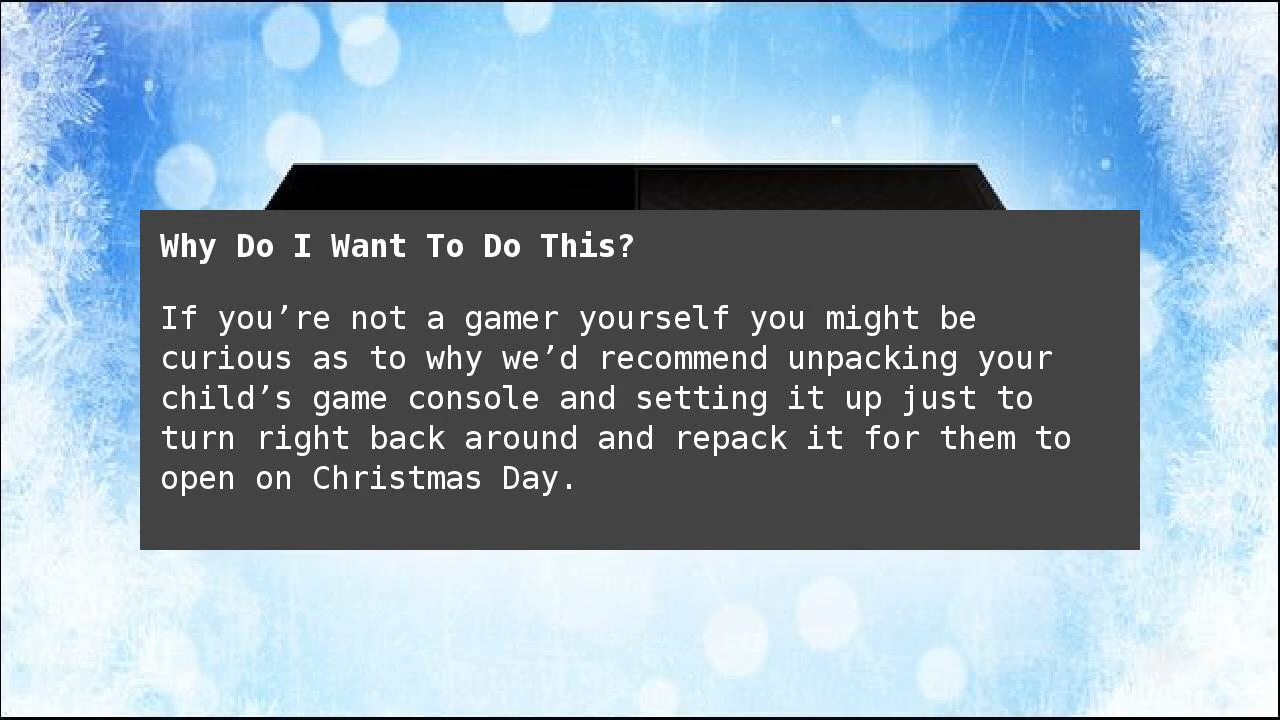 Why Do I Want To Do This?
If you’re not a gamer yourself you might be
curious as to why we’d recommend unpacking your
child’s game console and setting it up just to
turn right back around and repack it for them to
open on Christmas Day.